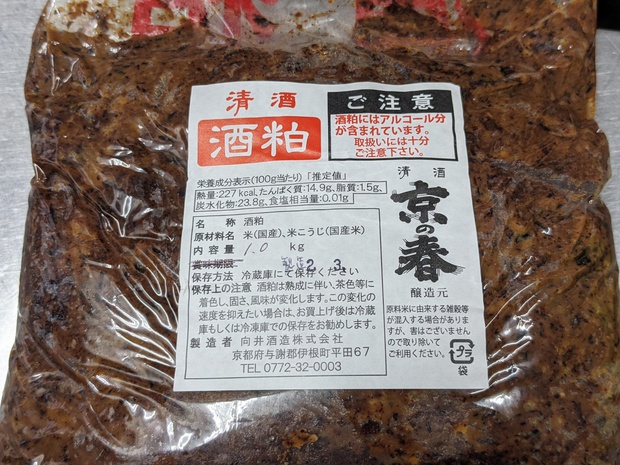 清酒
酒粕
ご注意
酒粕にはアルコール分
が含まれています。
取扱いには十分
ご注意下さい。
栄養成分表示(100g当たり)「推定値」
熱量:227kcal,たんぱく質:14.9g,脂質:1.5g,
炭水化物:23.8g,食塩相当量:0.01g
名称 酒粕
原材料名 米(国産)、米こうじ(国産米)
内容量 1.0 kg
賞味期限
2.3
保存方法 冷蔵庫にて保存ください
保存上の注意 酒粕は熟成に伴い、茶色等に
着色し、固さ、風味が変化します。この変化の
速度を抑えたい場合は、お買上げ後は冷蔵
庫もしくは冷凍庫での保存をお勧めします。
製造者 向井酒造株式会社
京都府与謝郡伊根町平田67
TEL 0772-32-0003
清酒
京の春
醸造元
原料米に由来する雑穀等
が混入する場合がありま
すが、害はございません
ので取り除いて
ご利用ください。
プラ
袋